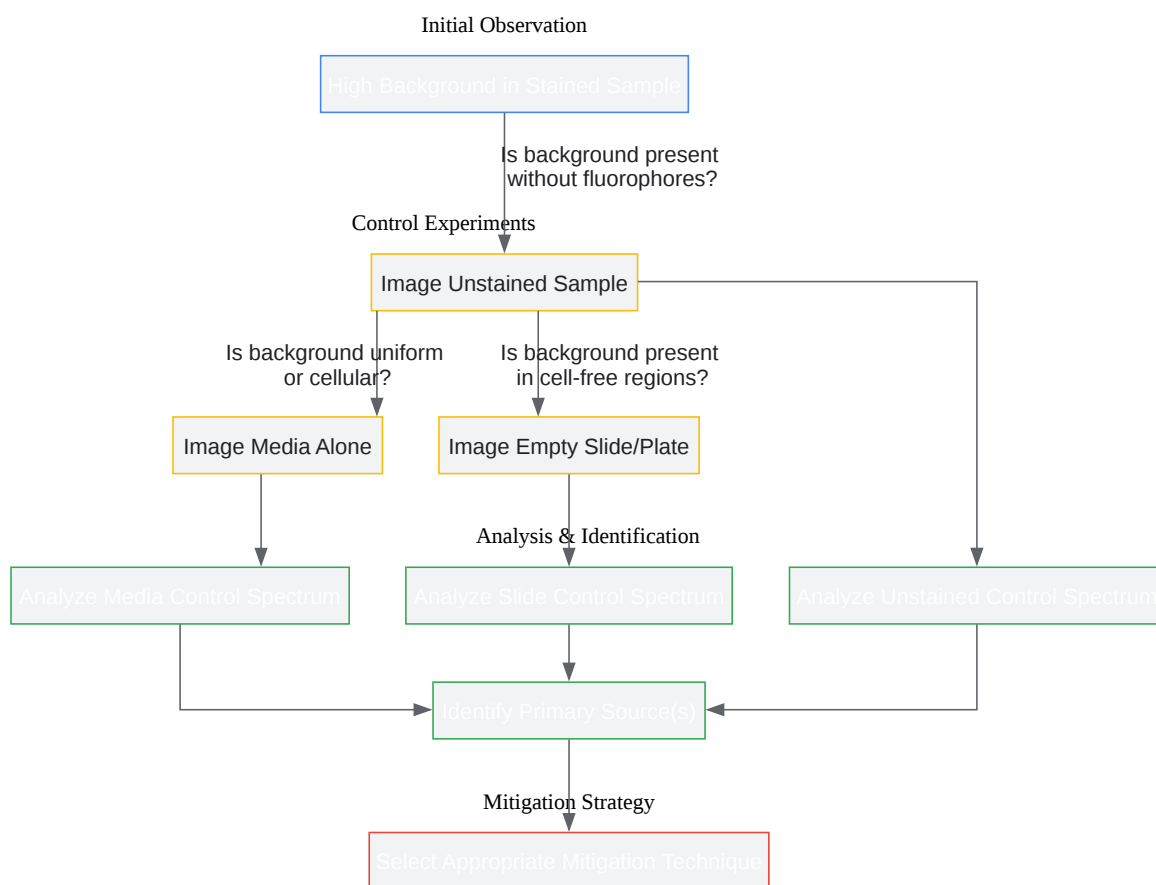 Initial Observation
High Background in Stained Sample
Is background present
without fluorophores?
Control Experiments
Image Unstained Sample
Is background uniform
or cellular?
Is background present
in cell-free regions?
Image Media Alone
Image Empty Slide/Plate
Analysis & Identification
Analyze Media Control Spectrum
Analyze Slide Control Spectrum
Analyze Unstained Control Spectrum
Identify Primary Source(s)
Mitigation Strategy
Select Appropriate Mitigation Technique